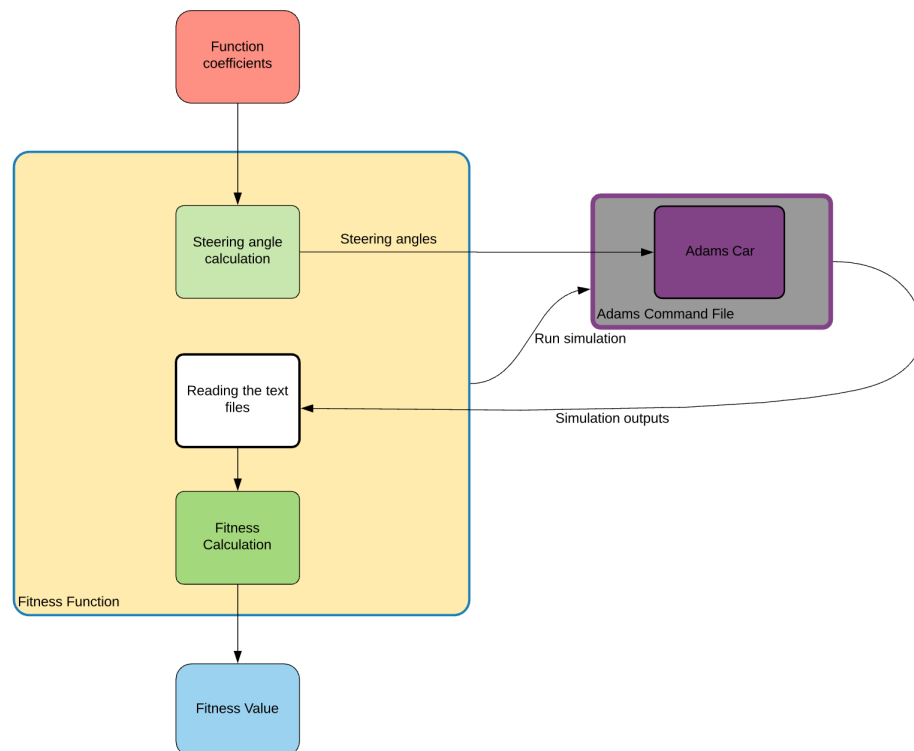 Function
coefficients
Steering angle
calculation
Steering angles
Adams Car
Adams Command File
Run simulation
Reading the text
files
Simulation outputs
Fitness
Calculation
Fitness Function
Fitness Value